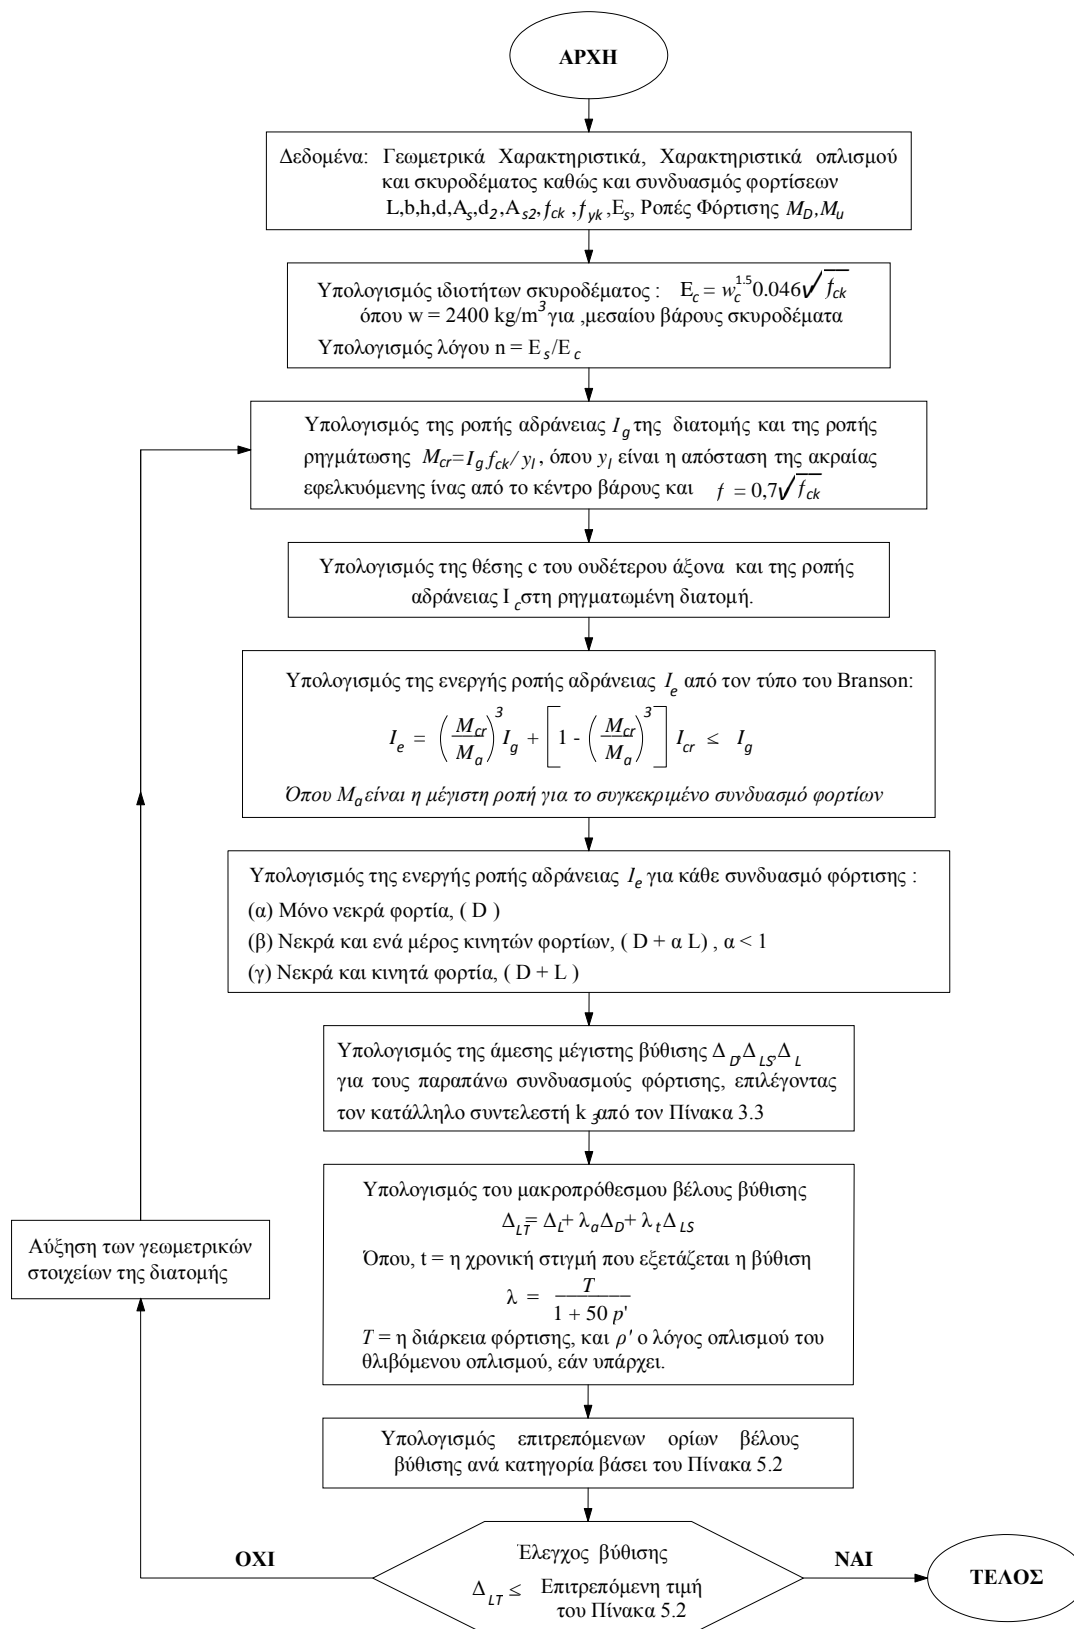 ΑΡΧΗ
Δεδομένα: Γεωμετρικά Χαρακτηριστικά, Χαρακτηριστικά οπλισμού
και σκυροδέματος καθώς και συνδυασμός φορτίσεων
L,b,h,d,A_s,d_2,A_s2,f_ck ,f_yk ,E_s, Ροπές Φόρτισης M_D,M_u
Υπολογισμός ιδιοτήτων σκυροδέματος : E_c = w_c^1.5 0.046√f_ck
όπου w = 2400 kg/m^3 για ,μεσαίου βάρους σκυροδέματα
Υπολογισμός λόγου n = E_s/E_c
Υπολογισμός της ροπής αδράνειας I_g της διατομής και της ροπής
ρηγμάτωσης M_cr=I_g f_ck/y_l, όπου y_l είναι η απόσταση της ακραίας
εφελκυόμενης ίνας από το κέντρο βάρους και f = 0,7√f_ck
Υπολογισμός της θέσης c του ουδέτερου άξονα και της ροπής
αδράνειας I_c στη ρηγματωμένη διατομή.
Υπολογισμός της ενεργής ροπής αδράνειας I_e από τον τύπο του Branson:
I_e = (M_cr/M_a)^3 I_g + [1 - (M_cr/M_a)^3] I_cr ≤ I_g
Όπου M_a είναι η μέγιστη ροπή για το συγκεκριμένο συνδυασμό φορτίων
Υπολογισμός της ενεργής ροπής αδράνειας I_e για κάθε συνδυασμό φόρτισης :
(α) Μόνο νεκρά φορτία, ( D )
(β) Νεκρά και ενά μέρος κινητών φορτίων, ( D + α L) , α < 1
(γ) Νεκρά και κινητά φορτία, ( D + L )
Υπολογισμός της άμεσης μέγιστης βύθισης Δ_D,Δ_LS,Δ_L
για τους παραπάνω συνδυασμούς φόρτισης, επιλέγοντας
τον κατάλληλο συντελεστή k_3 από τον Πίνακα 3.3
Υπολογισμός του μακροπρόθεσμου βέλους βύθισης
Δ_LT= Δ_L+ λ_a Δ_D+ λ_t Δ_LS
Όπου, t = η χρονική στιγμή που εξετάζεται η βύθιση
λ = T / (1 + 50 p')
T = η διάρκεια φόρτισης, και ρ' ο λόγος οπλισμού του
θλιβόμενου οπλισμού, εάν υπάρχει.
Αύξηση των γεωμετρικών
στοιχείων της διατομής
Υπολογισμός επιτρεπόμενων ορίων βέλους
βύθισης ανά κατηγορία βάσει του Πίνακα 5.2
ΟΧΙ
Έλεγχος βύθισης
Δ_LT ≤ Επιτρεπόμενη τιμή
του Πίνακα 5.2
ΝΑΙ
ΤΕΛΟΣ